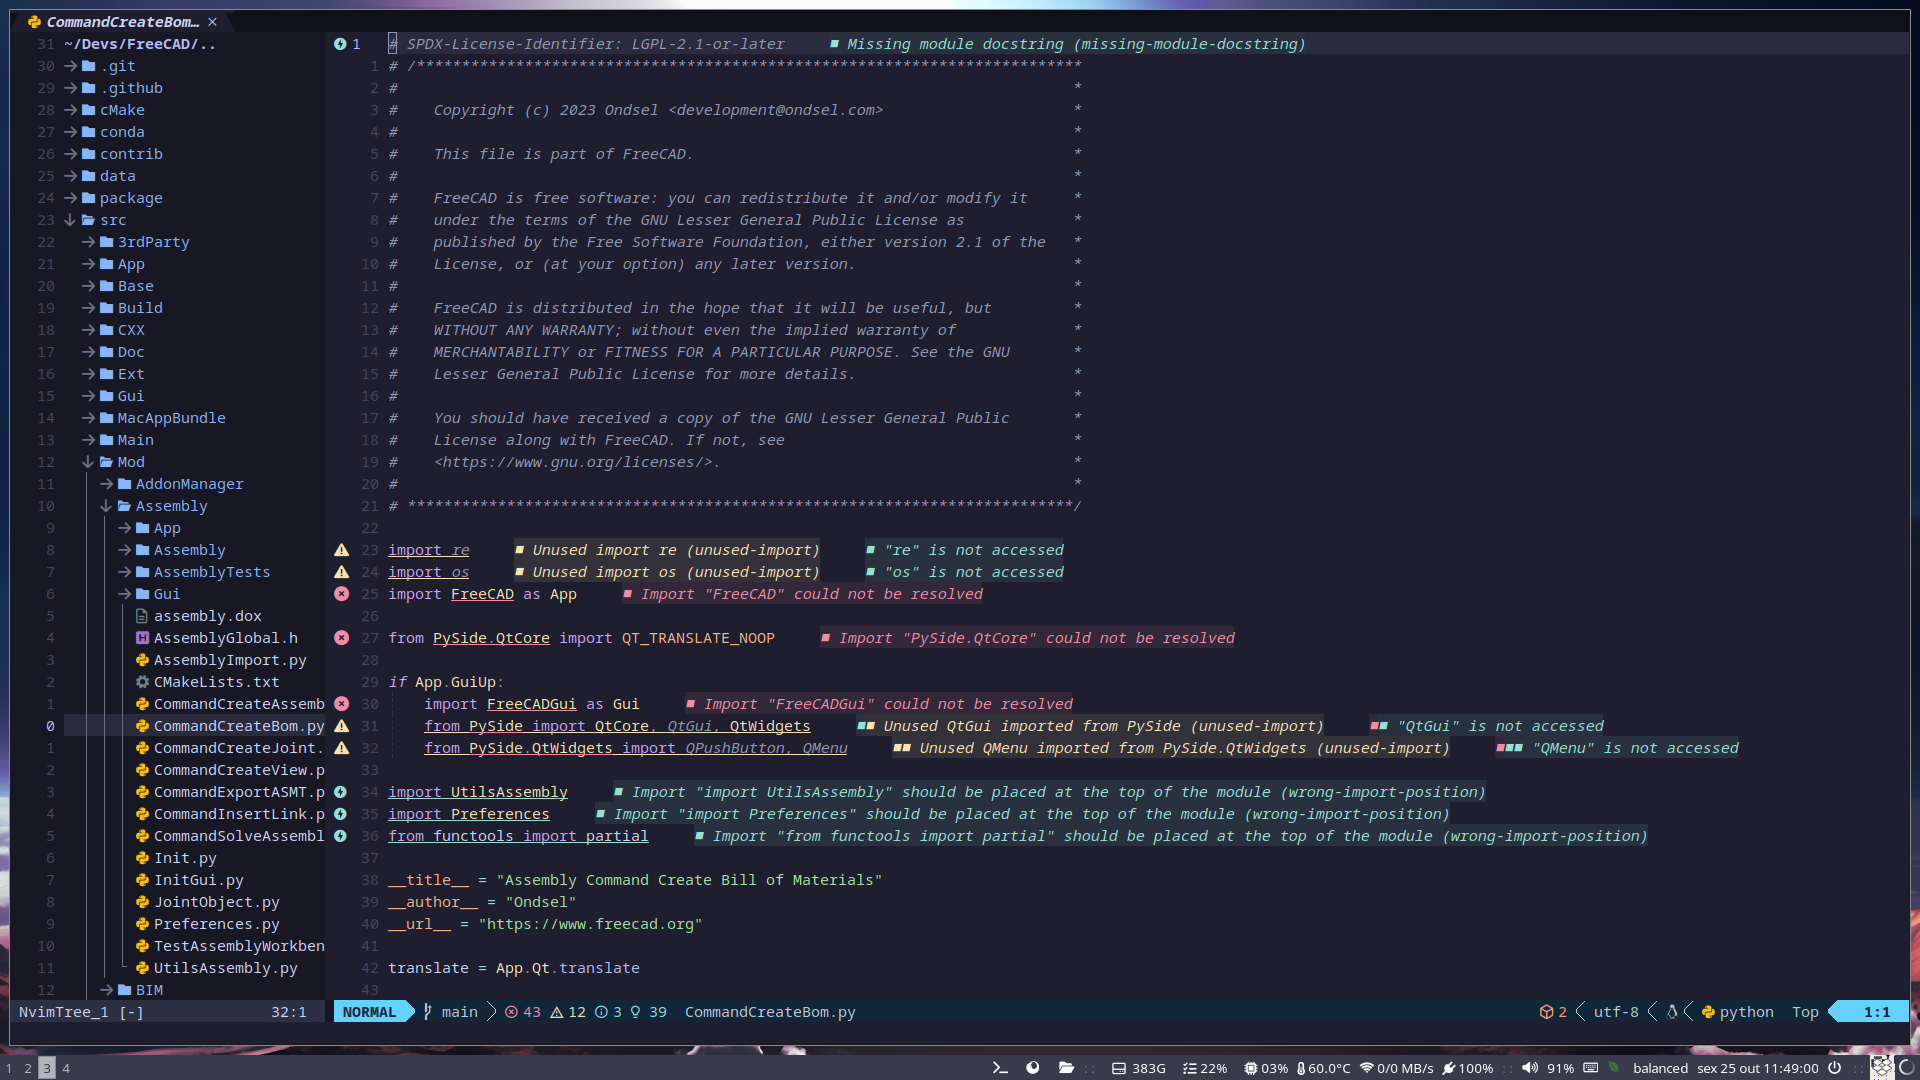 CommandCreateBom… ×
31 ~/Devs/FreeCAD/..
30 .git
29 .github
28 cMake
27 conda
26 contrib
25 data
24 package
23 src
22 3rdParty
21 App
20 Base
19 Build
18 CXX
17 Doc
16 Ext
15 Gui
14 MacAppBundle
13 Main
12 Mod
11 AddonManager
10 Assembly
9 App
8 Assembly
7 AssemblyTests
6 Gui
5 assembly.dox
4 AssemblyGlobal.h
3 AssemblyImport.py
2 CMakeLists.txt
1 CommandCreateAssemb
0 CommandCreateBom.py
1 CommandCreateJoint.
2 CommandCreateView.p
3 CommandExportASMT.p
4 CommandInsertLink.p
5 CommandSolveAssembl
6 Init.py
7 InitGui.py
8 JointObject.py
9 Preferences.py
10 TestAssemblyWorkben
11 UtilsAssembly.py
12 BIM
NvimTree_1 [-] 32:1
1 # SPDX-License-Identifier: LGPL-2.1-or-later ■ Missing module docstring (missing-module-docstring)
1 # /**************************************************************************
2 # *
3 # Copyright (c) 2023 Ondsel <development@ondsel.com> *
4 # *
5 # This file is part of FreeCAD. *
6 # *
7 # FreeCAD is free software: you can redistribute it and/or modify it *
8 # under the terms of the GNU Lesser General Public License as *
9 # published by the Free Software Foundation, either version 2.1 of the *
10 # License, or (at your option) any later version. *
11 # *
12 # FreeCAD is distributed in the hope that it will be useful, but *
13 # WITHOUT ANY WARRANTY; without even the implied warranty of *
14 # MERCHANTABILITY or FITNESS FOR A PARTICULAR PURPOSE. See the GNU *
15 # Lesser General Public License for more details. *
16 # *
17 # You should have received a copy of the GNU Lesser General Public *
18 # License along with FreeCAD. If not, see *
19 # <https://www.gnu.org/licenses/>. *
20 # *
21 # **************************************************************************/
22
23 import re ■ Unused import re (unused-import) ■ "re" is not accessed
24 import os ■ Unused import os (unused-import) ■ "os" is not accessed
25 import FreeCAD as App ■ Import "FreeCAD" could not be resolved
26
27 from PySide.QtCore import QT_TRANSLATE_NOOP ■ Import "PySide.QtCore" could not be resolved
28
29 if App.GuiUp:
30 import FreeCADGui as Gui ■ Import "FreeCADGui" could not be resolved
31 from PySide import QtCore, QtGui, QtWidgets ■■ Unused QtGui imported from PySide (unused-import) ■■ "QtGui" is not accessed
32 from PySide.QtWidgets import QPushButton, QMenu ■■ Unused QMenu imported from PySide.QtWidgets (unused-import) ■■■ "QMenu" is not accessed
33
34 import UtilsAssembly ■ Import "import UtilsAssembly" should be placed at the top of the module (wrong-import-position)
35 import Preferences ■ Import "import Preferences" should be placed at the top of the module (wrong-import-position)
36 from functools import partial ■ Import "from functools import partial" should be placed at the top of the module (wrong-import-position)
37
38 __title__ = "Assembly Command Create Bill of Materials"
39 __author__ = "Ondsel"
40 __url__ = "https://www.freecad.org"
41
42 translate = App.Qt.translate
43
NORMAL main 43 12 3 39 CommandCreateBom.py 2 utf-8 python Top 1:1
1 2 3 4 383G 22% 03% 60.0°C 0/0 MB/s 100% 91% balanced sex 25 out 11:49:00